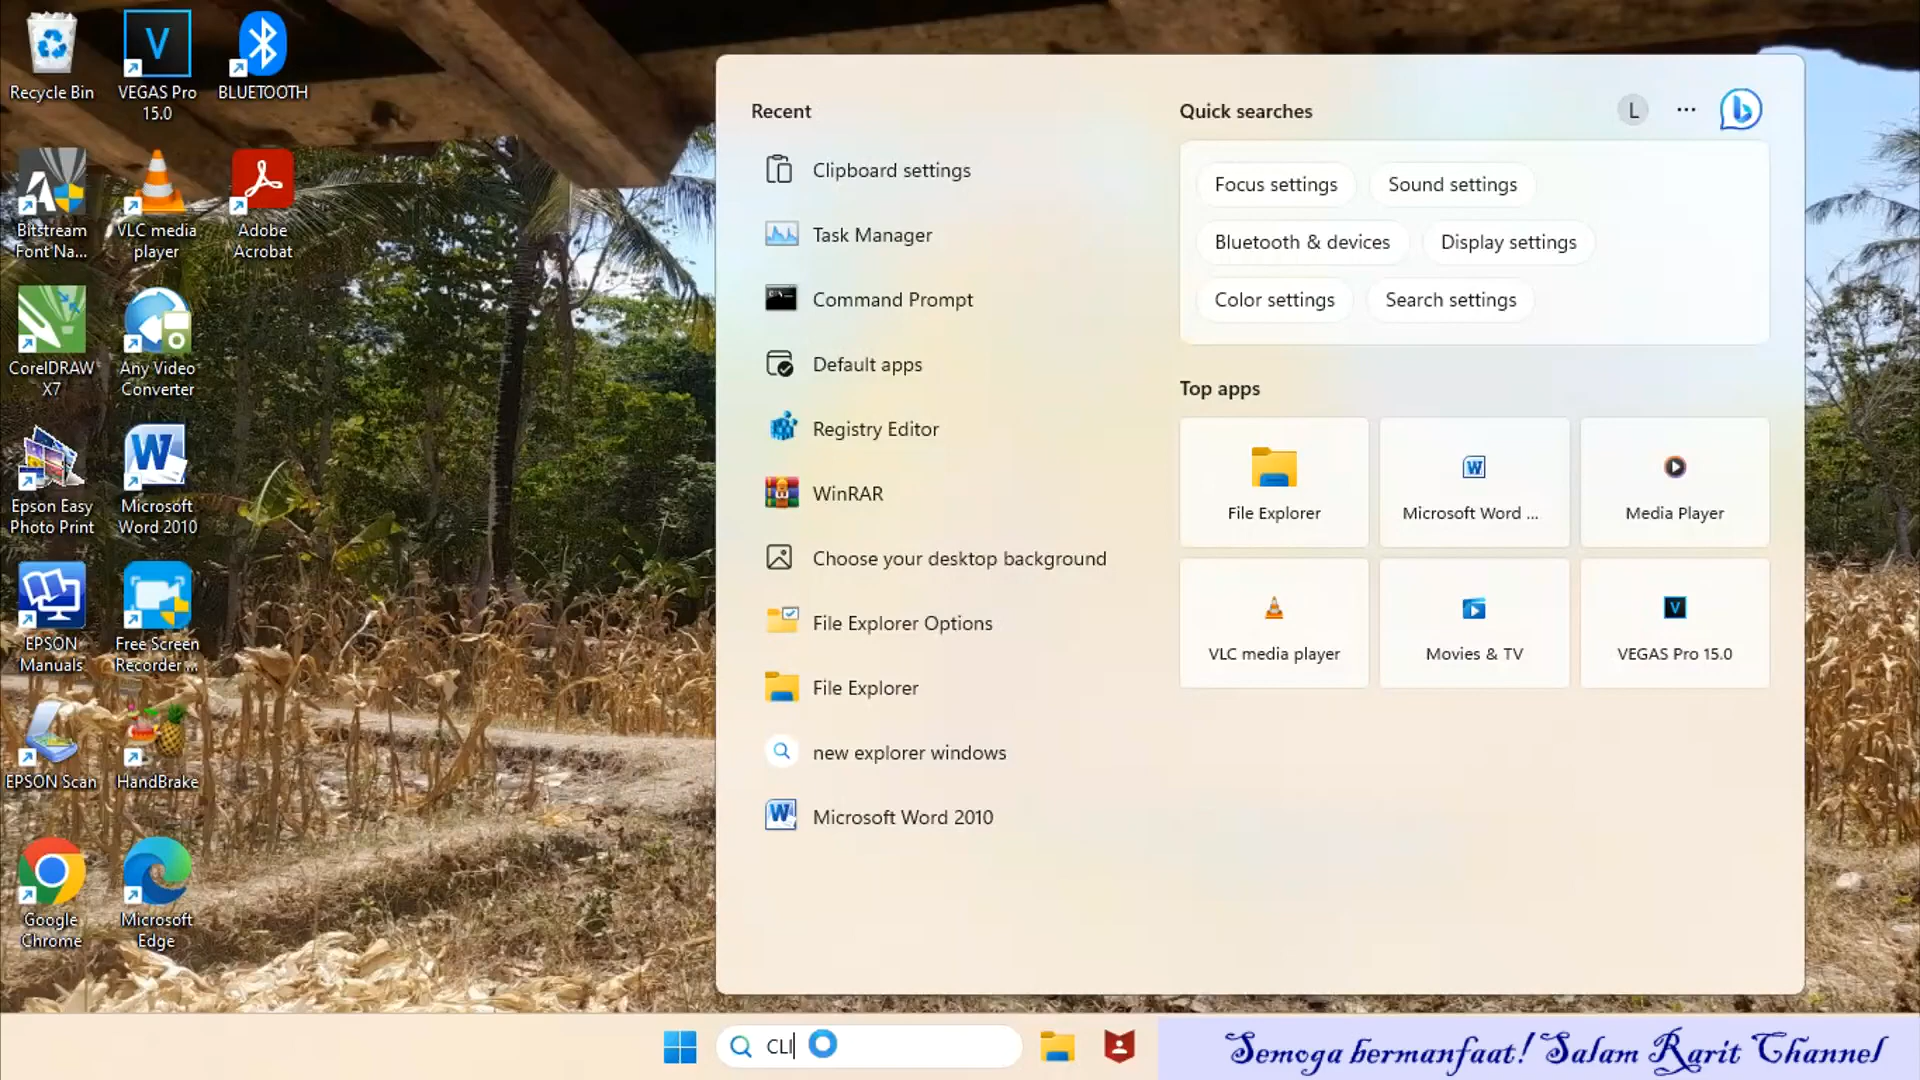 Recycle Bin
VEGAS Pro
15.0
BLUETOOTH
Bitstream
Font Na...
VLC media
player
Adobe
Acrobat
CorelDRAW
X7
Any Video
Converter
Epson Easy
Photo Print
Microsoft
Word 2010
EPSON
Manuals
Free Screen
Recorder ...
EPSON Scan
HandBrake
Google
Chrome
Microsoft
Edge
Recent
Clipboard settings
Task Manager
Command Prompt
Default apps
Registry Editor
WinRAR
Choose your desktop background
File Explorer Options
File Explorer
new explorer windows
Microsoft Word 2010
Quick searches
L
Focus settings
Sound settings
Bluetooth & devices
Display settings
Color settings
Search settings
Top apps
File Explorer
Microsoft Word ...
Media Player
VLC media player
Movies & TV
VEGAS Pro 15.0
CLI
Semoga bermanfaat! Salam Rarit Channel